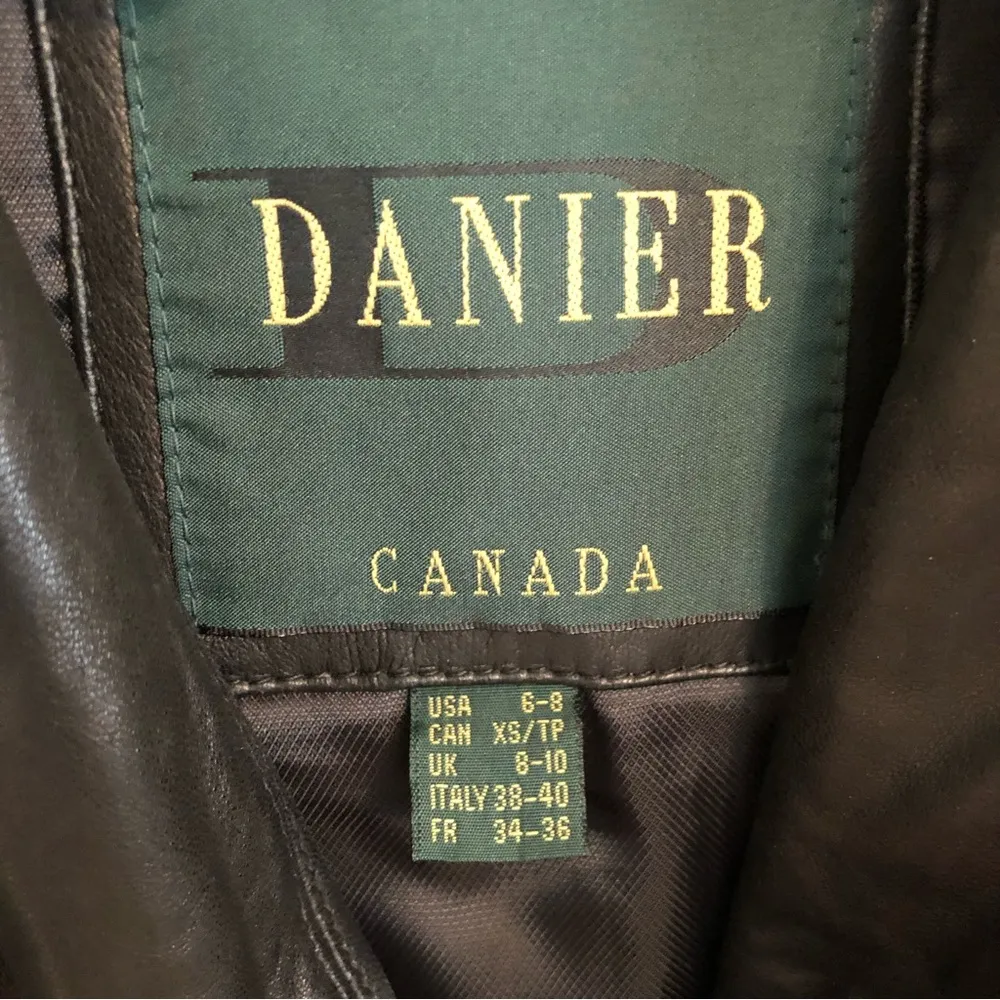 DANIER
CANADA
USA 6-8
CAN XS/TP
UK 8-10
ITALY 38-40
FR 34-36